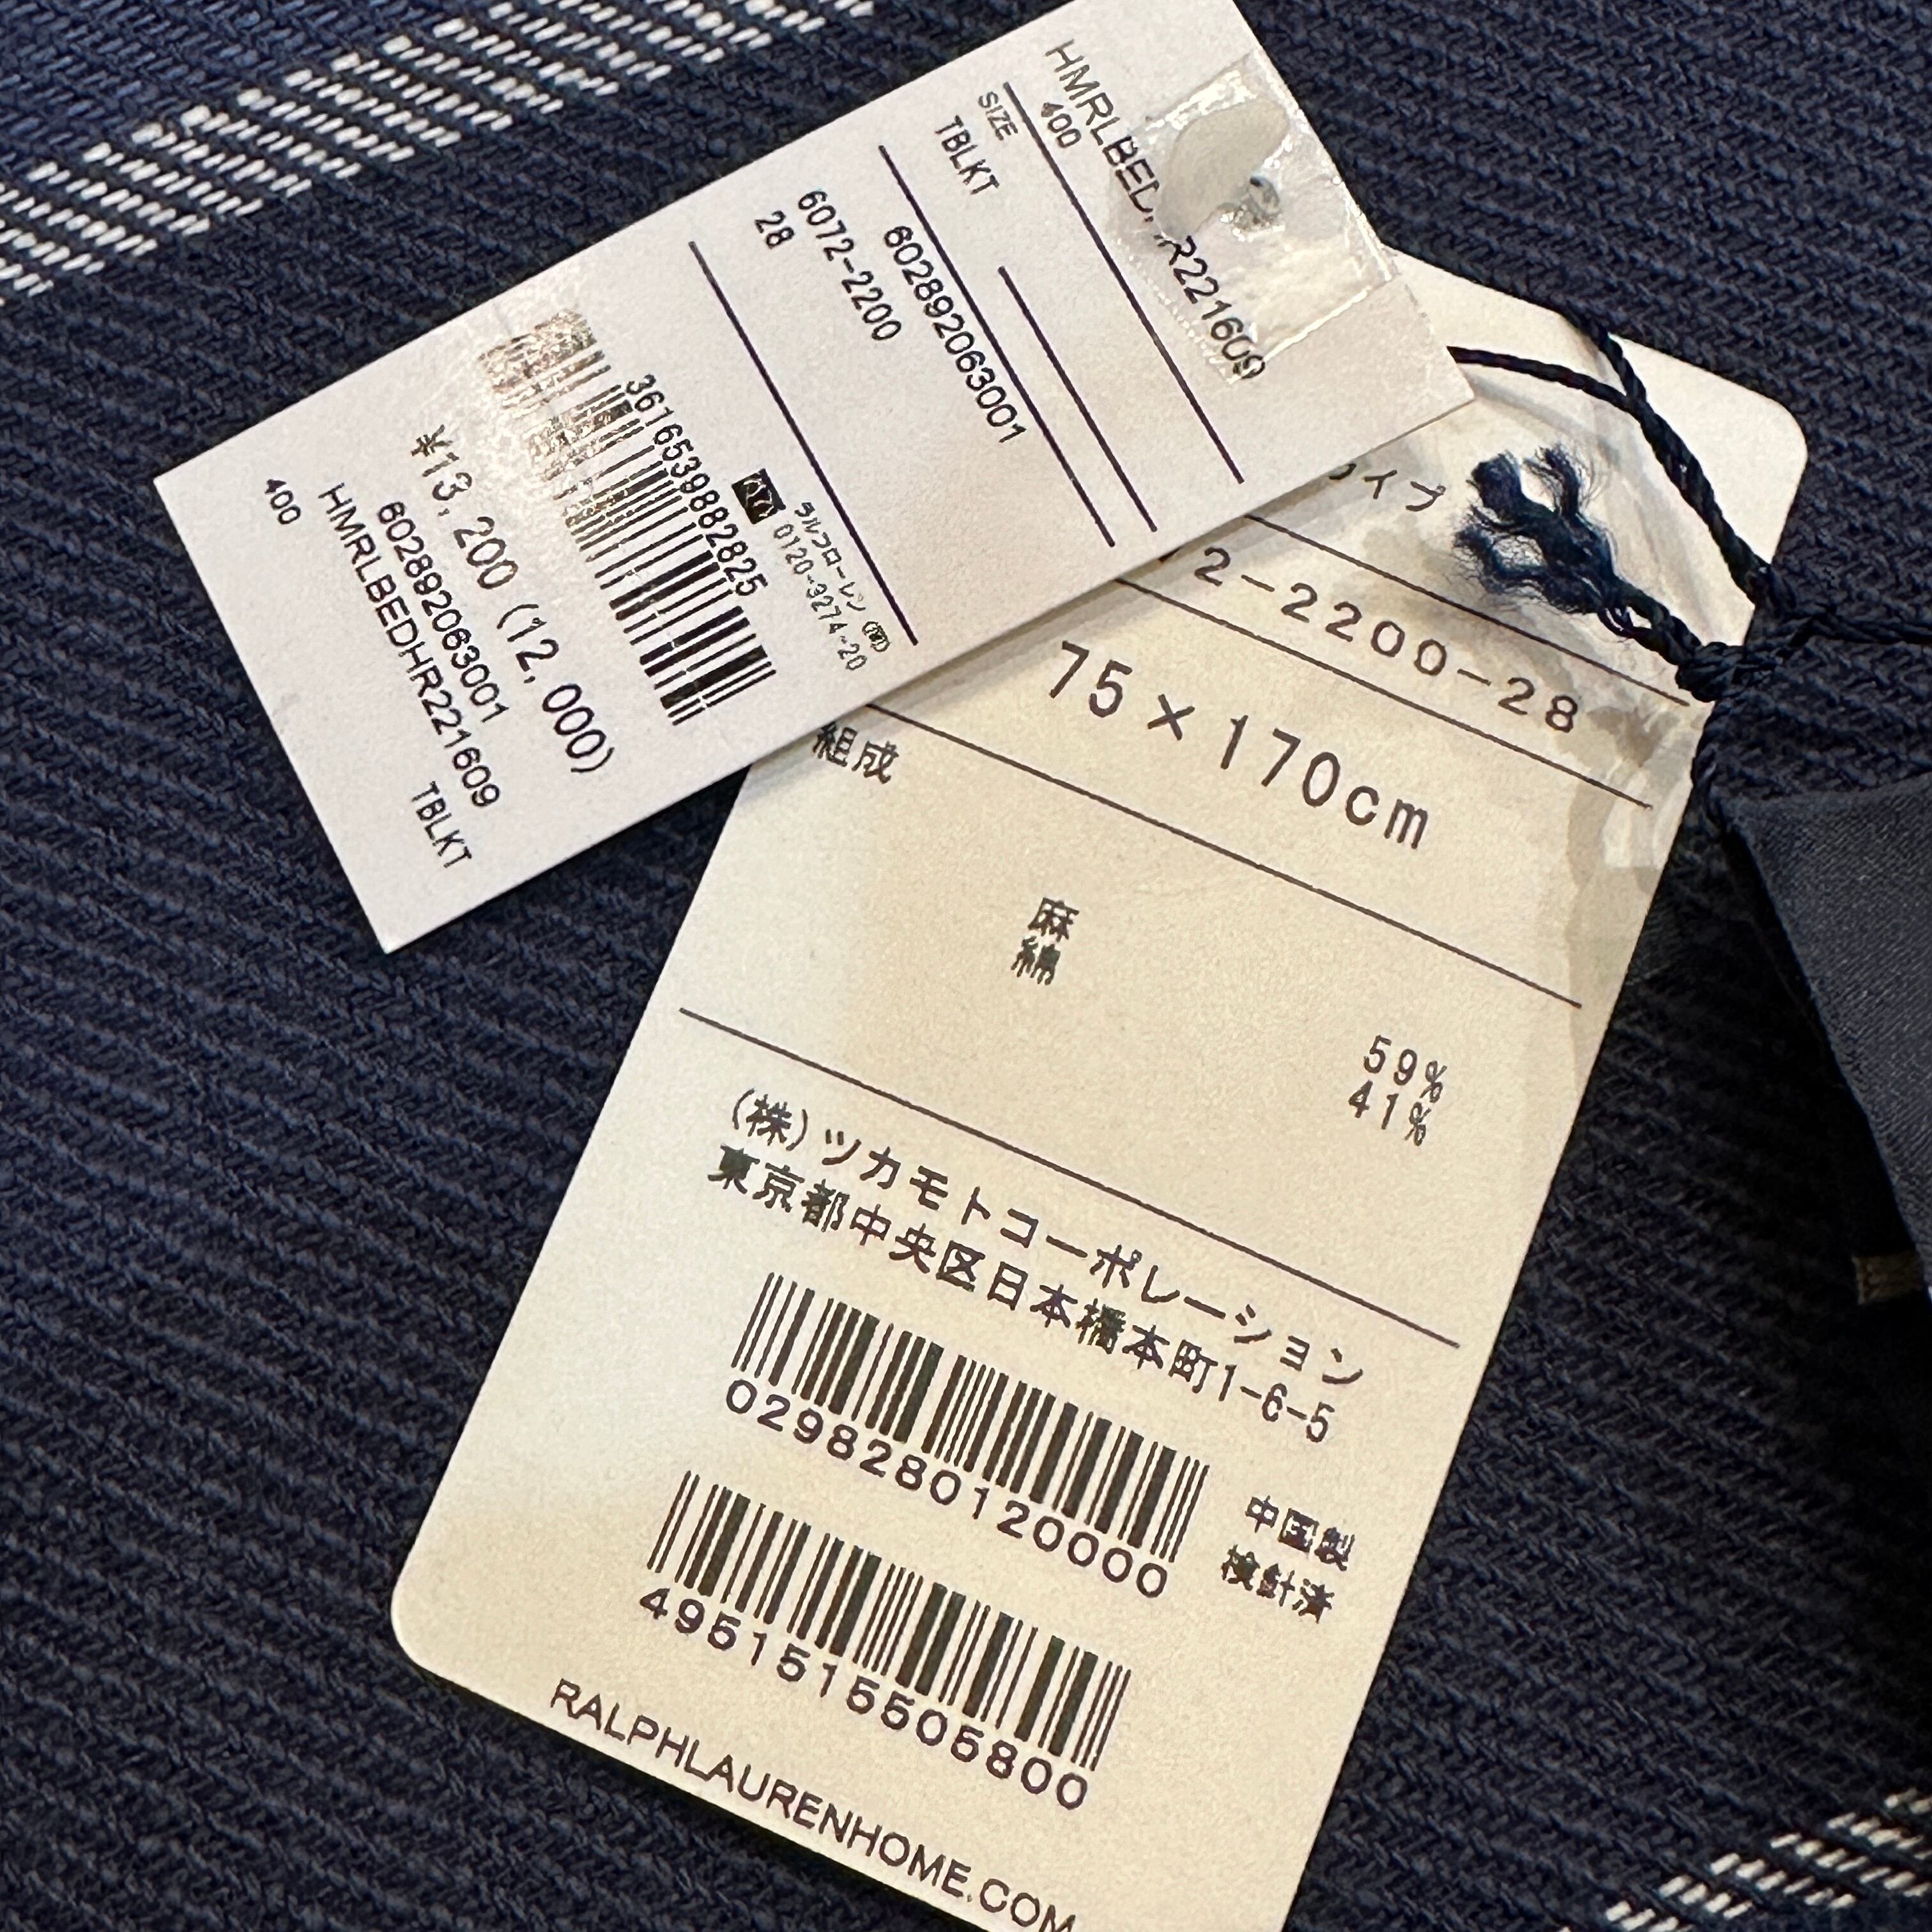 400
SIZE
TBLKT
602892063001
6072-2200
28
ラルフローレン
0120-3274-20
3616539882825
¥13,200(12,000)
602892063001
HMRLBEDHR221609
400
TBLKT
イプ
2-2200-28
75×170cm
組成
麻 59%
綿 41%
(株)ツカモトコーポレーション
東京都中央区日本橋本町1-6-5
0298280120000
中国製
検針済
4951515505800
RALPHLAURENHOME.COM